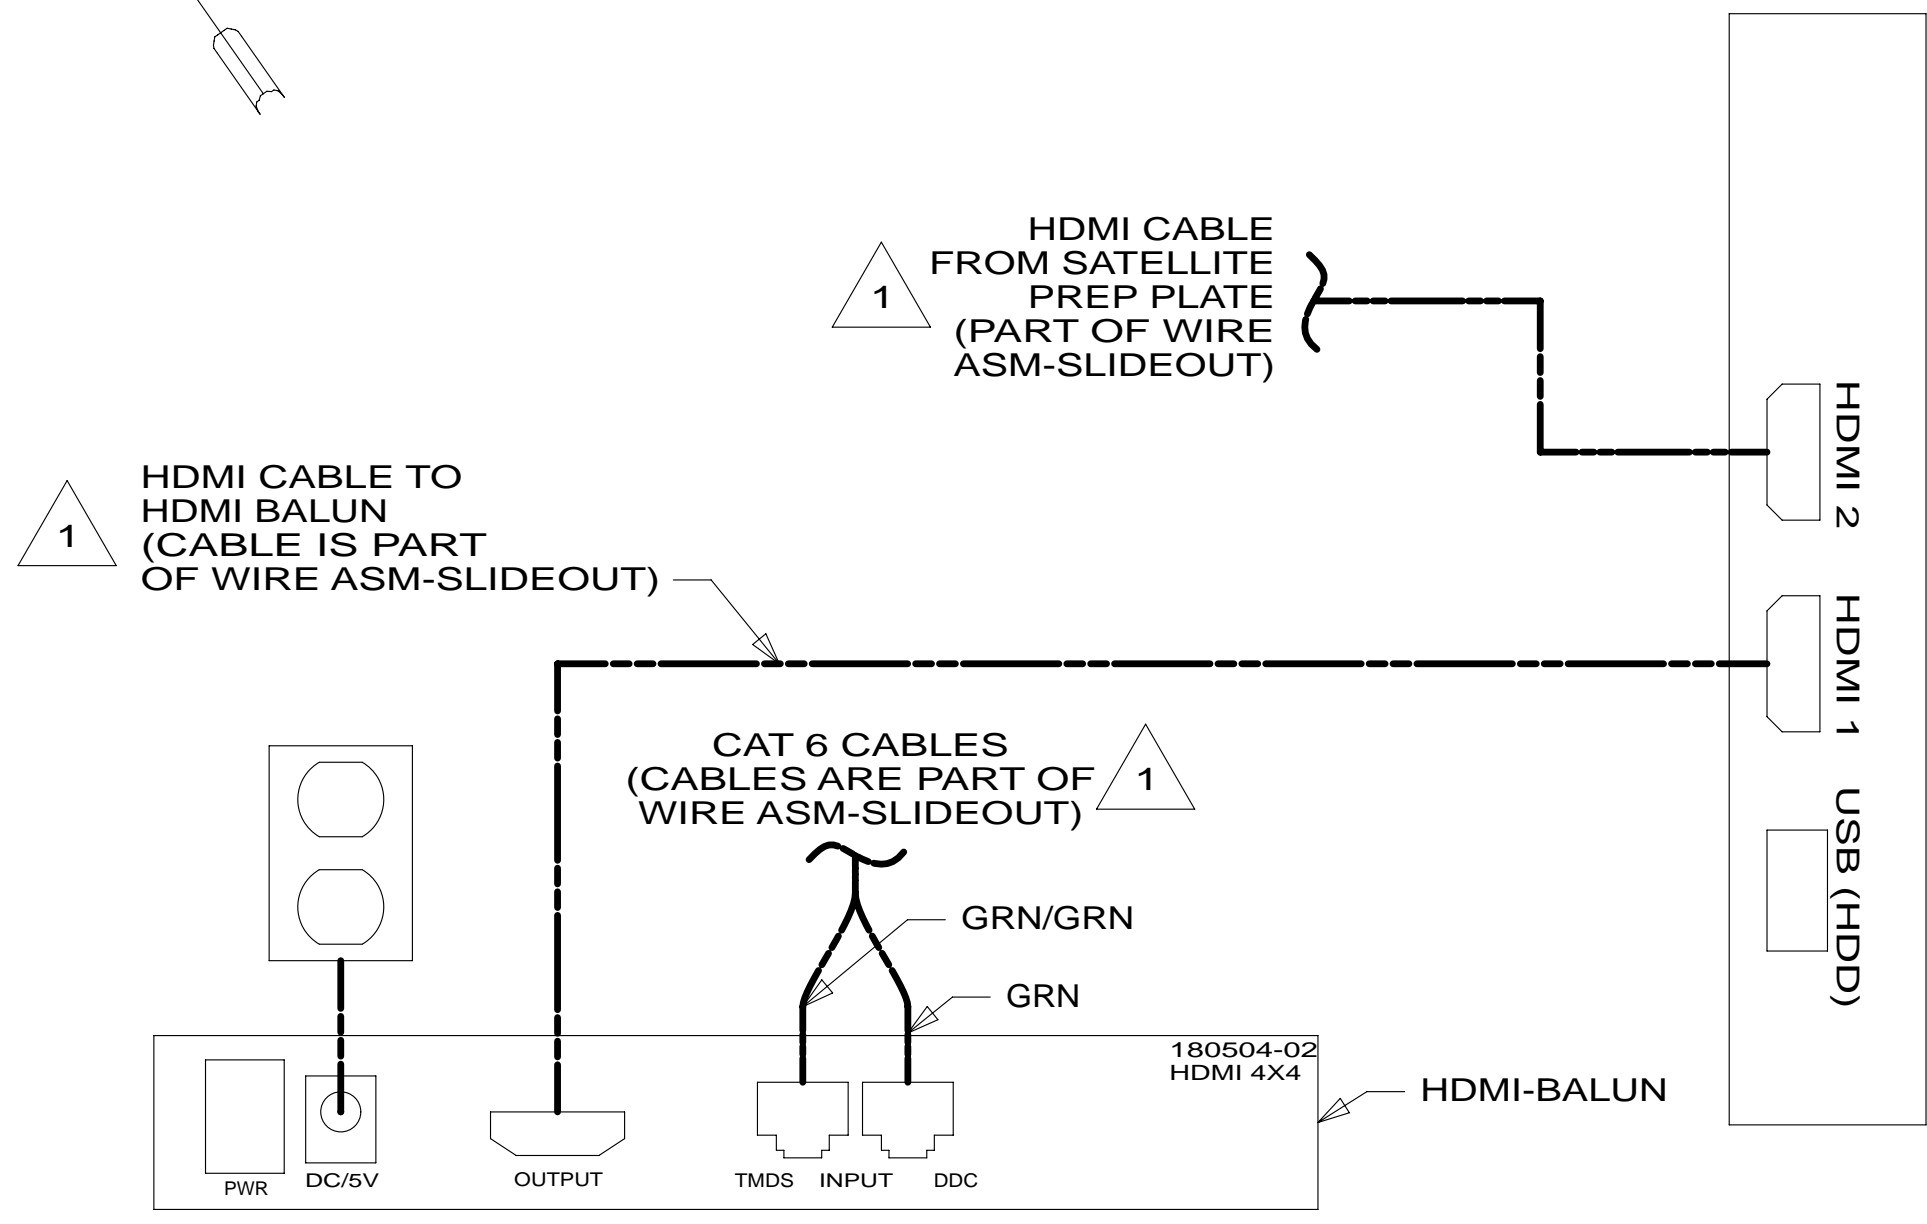 HDMI CABLE
FROM SATELLITE
PREP PLATE
(PART OF WIRE
ASM-SLIDEOUT)
1
HDMI 2
HDMI CABLE TO
HDMI BALUN
(CABLE IS PART
OF WIRE ASM-SLIDEOUT)
1
HDMI 1
CAT 6 CABLES
(CABLES ARE PART OF
WIRE ASM-SLIDEOUT)
1
USB (HDD)
GRN/GRN
GRN
180504-02
HDMI 4X4
HDMI-BALUN
PWR
DC/5V
OUTPUT
TMDS
INPUT
DDC